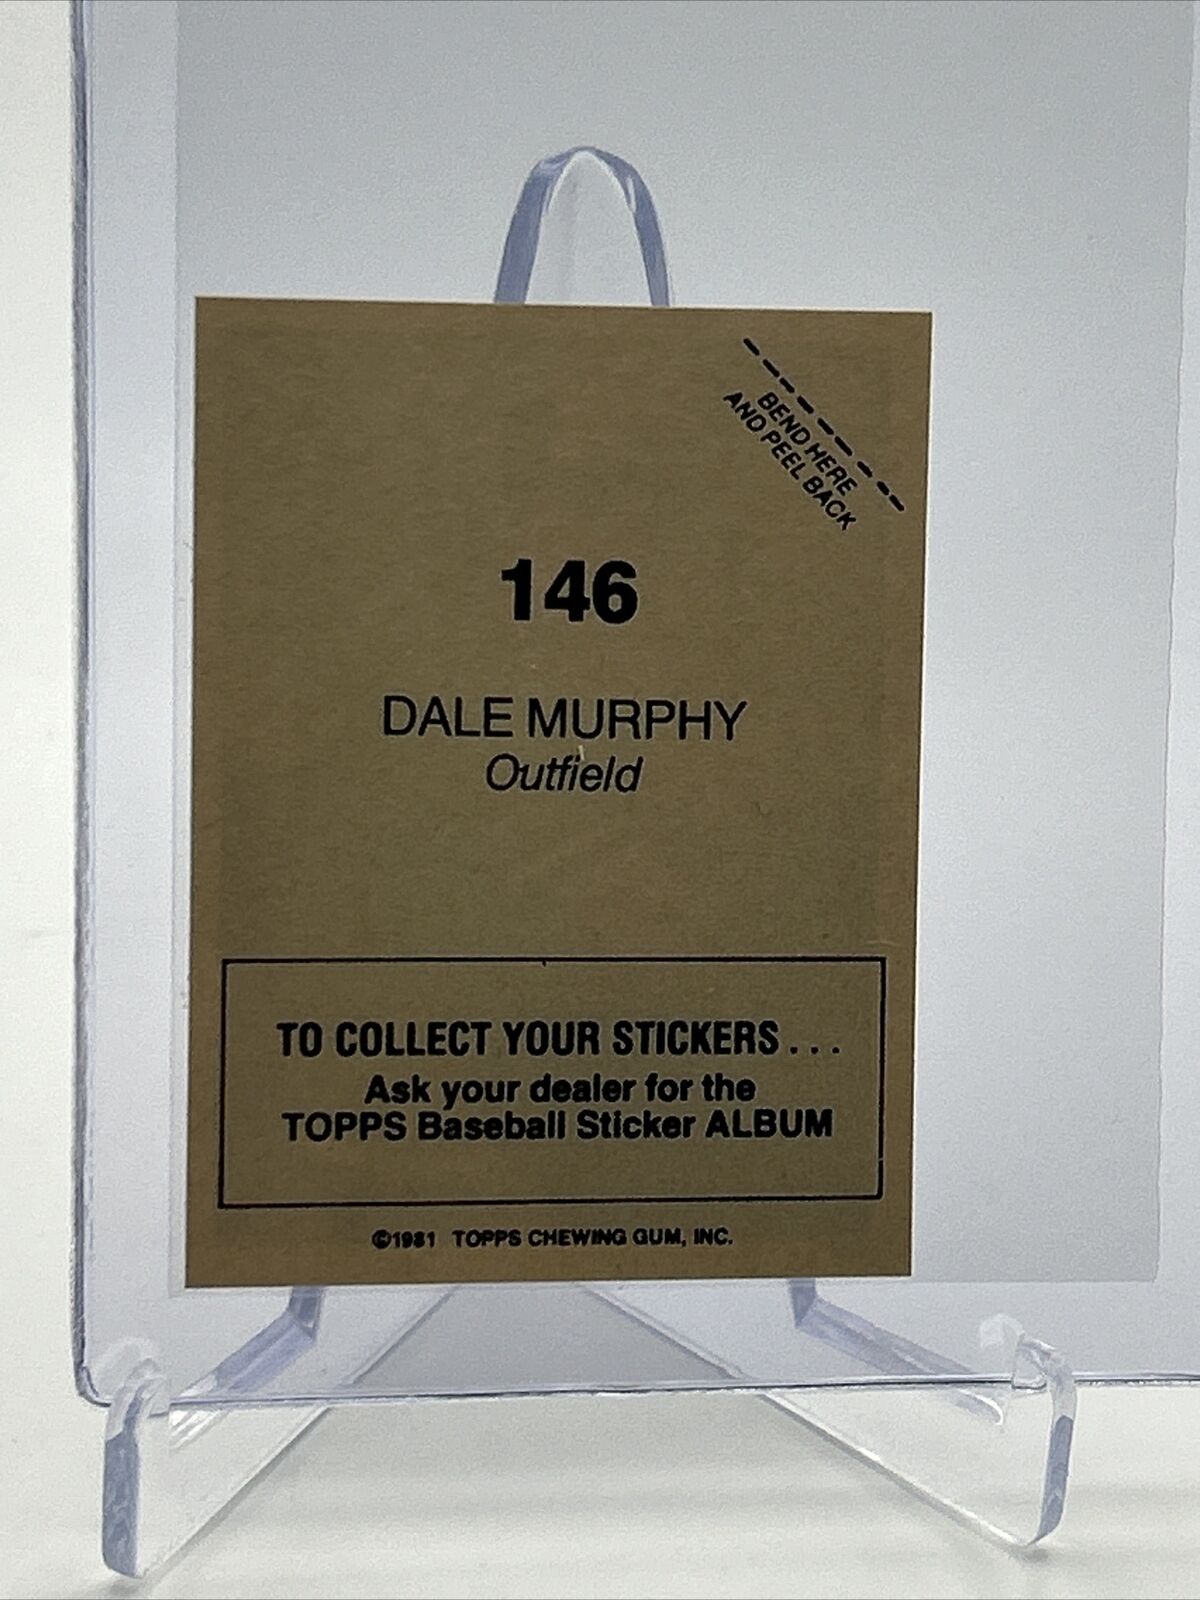 BEND HERE
AND PEEL BACK
146
DALE MURPHY
Outfield
TO COLLECT YOUR STICKERS . . .
Ask your dealer for the
TOPPS Baseball Sticker ALBUM
©1981 TOPPS CHEWING GUM, INC.